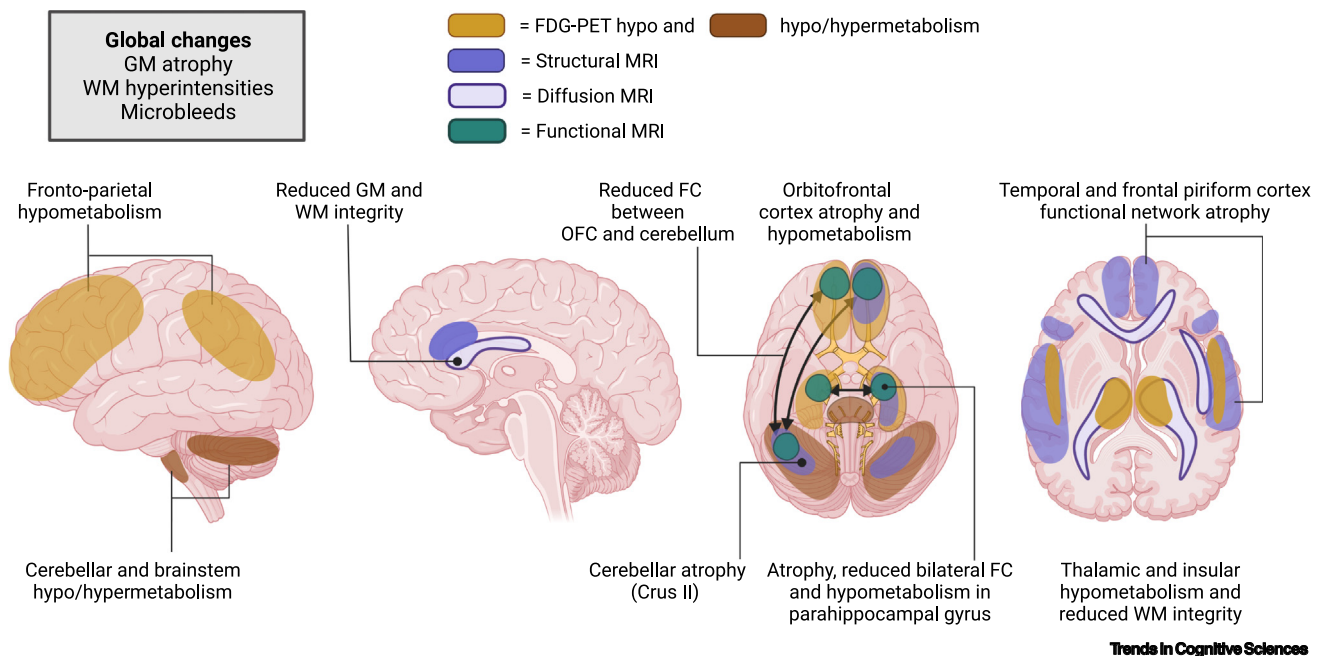 Global changes
GM atrophy
WM hyperintensities
Microbleeds
= FDG-PET hypo and
hypo/hypermetabolism
= Structural MRI
= Diffusion MRI
= Functional MRI
Fronto-parietal
hypometabolism
Reduced GM and
WM integrity
Reduced FC
between
OFC and cerebellum
Orbitofrontal
cortex atrophy and
hypometabolism
Temporal and frontal piriform cortex
functional network atrophy
Cerebellar and brainstem
hypo/hypermetabolism
Cerebellar atrophy
(Crus II)
Atrophy, reduced bilateral FC
and hypometabolism in
parahippocampal gyrus
Thalamic and insular
hypometabolism and
reduced WM integrity
Trends in Cognitive Sciences